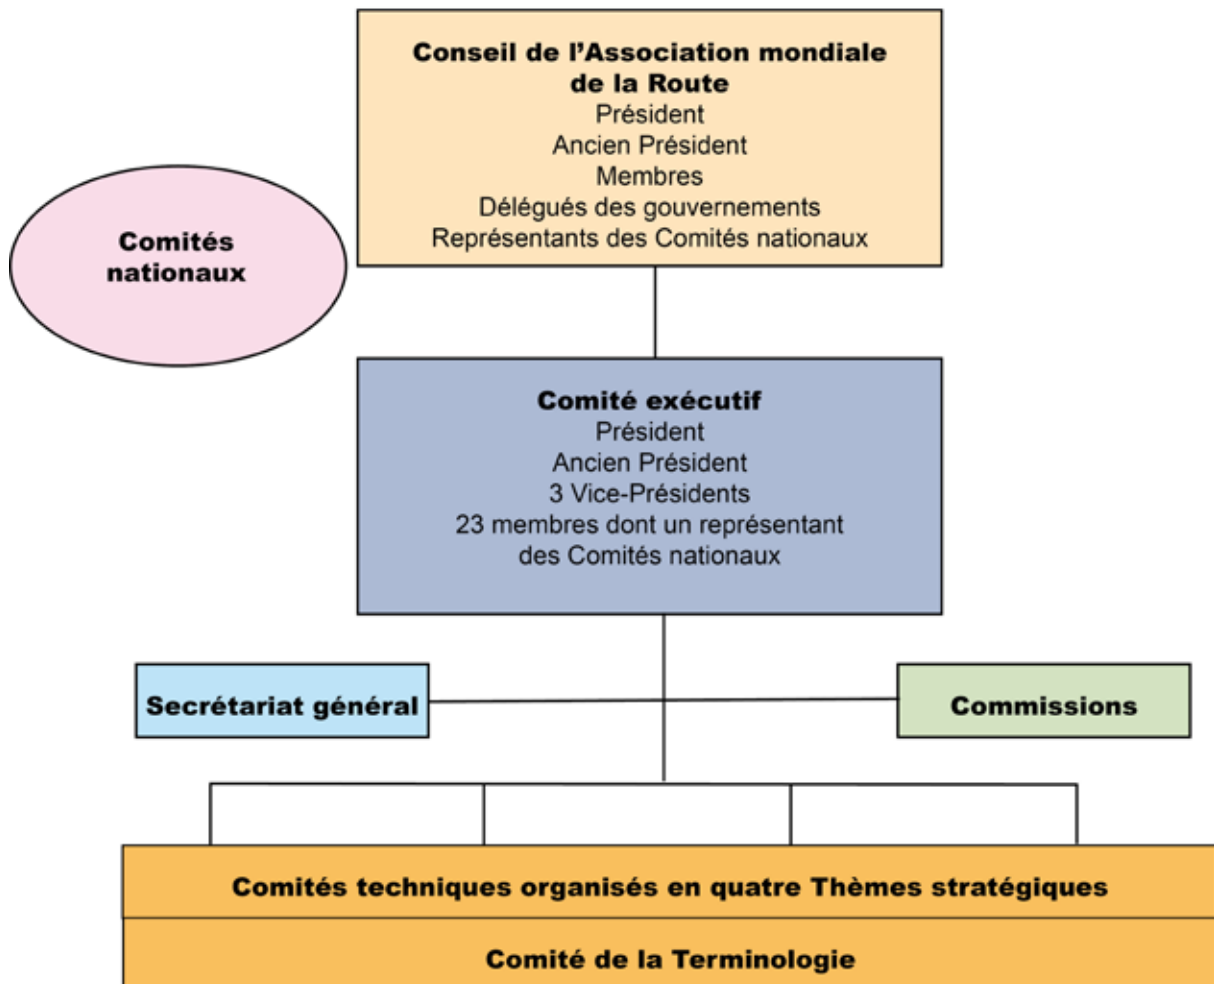 Conseil de l’Association mondiale
de la Route
Président
Ancien Président
Membres
Délégués des gouvernements
Représentants des Comités nationaux
Comités
nationaux
Comité exécutif
Président
Ancien Président
3 Vice-Présidents
23 membres dont un représentant
des Comités nationaux
Secrétariat général
Commissions
Comités techniques organisés en quatre Thèmes stratégiques
Comité de la Terminologie